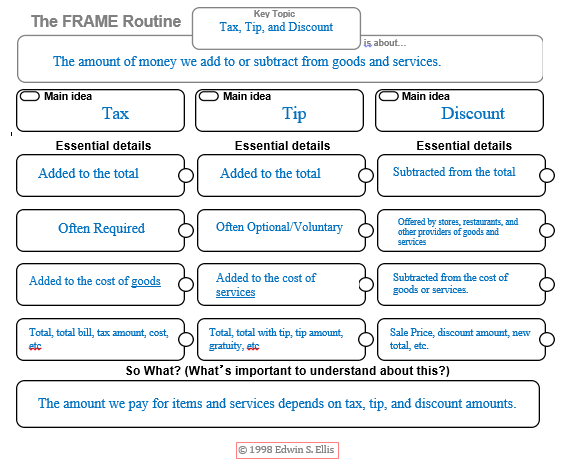 The FRAME Routine
Key Topic
Tax, Tip, and Discount
is about...
The amount of money we add to or subtract from goods and services.
Main idea
Tax
Main idea
Tip
Main idea
Discount
Essential details
Essential details
Essential details
Added to the total
Added to the total
Subtracted from the total
Often Required
Often Optional/Voluntary
Offered by stores, restaurants, and
other providers of goods and
services
Added to the cost of goods
Added to the cost of
services
Subtracted from the cost of
goods or services.
Total, total bill, tax amount, cost,
etc
Total, total with tip, tip amount,
gratuity, etc
Sale Price, discount amount, new
total, etc.
So What? (What's important to understand about this?)
The amount we pay for items and services depends on tax, tip, and discount amounts.
© 1998 Edwin S. Ellis